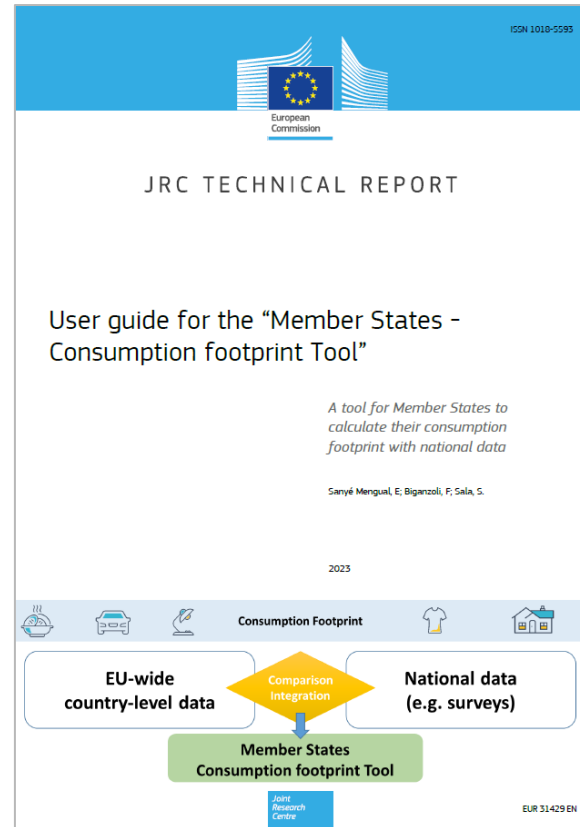 ISSN 1018-5593
European
Commission
JRC TECHNICAL REPORT
User guide for the “Member States -
Consumption footprint Tool”
A tool for Member States to
calculate their consumption
footprint with national data
Sanyé Mengual, E; Biganzoli, F; Sala, S.
2023
Consumption Footprint
EU-wide
country-level data
Comparison
Integration
National data
(e.g. surveys)
Member States
Consumption footprint Tool
Joint
Research
Centre
EUR 31429 EN